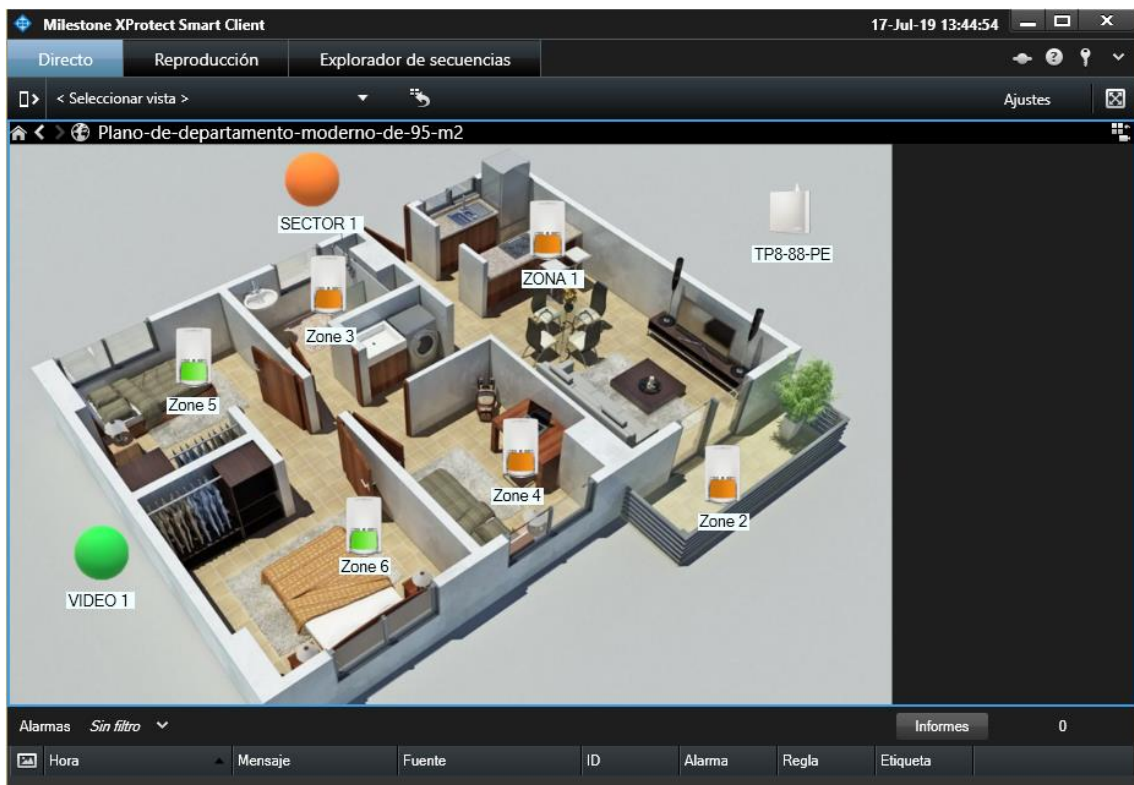 Milestone XProtect Smart Client
17-Jul-19 13:44:54
Directo
Reproducción
Explorador de secuencias
< Seleccionar vista >
Ajustes
Plano-de-departamento-moderno-de-95-m2
SECTOR 1
TP8-88-PE
ZONA 1
Zone 3
Zone 5
Zone 4
Zone 2
Zone 6
VIDEO 1
Alarmas Sin filtro
Informes
0
Hora Mensaje Fuente ID Alarma Regla Etiqueta